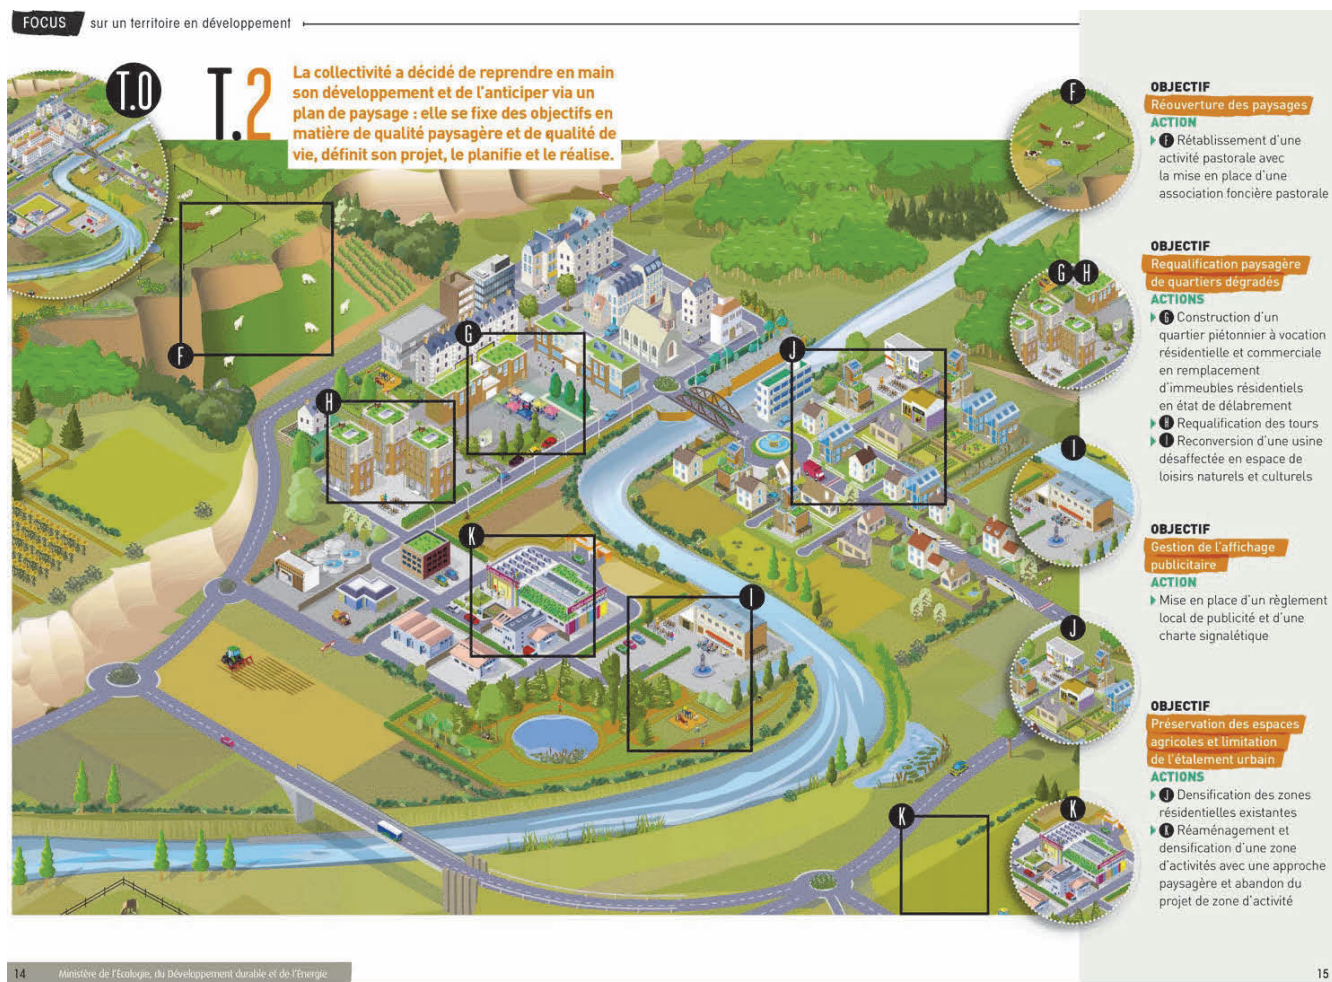 FOCUS sur un territoire en développement
T.0
T.2
La collectivité a décidé de reprendre en main
son développement et de l'anticiper via un
plan de paysage : elle se fixe des objectifs en
matière de qualité paysagère et de qualité de
vie, définit son projet, le planifie et le réalise.
F
G
H
J
K
I
K
F
OBJECTIF
Réouverture des paysages
ACTION
F Rétablissement d'une
activité pastorale avec
la mise en place d'une
association foncière pastorale
G H
OBJECTIF
Requalification paysagère
de quartiers dégradés
ACTIONS
G Construction d'un
quartier piétonnier à vocation
résidentielle et commerciale
en remplacement
d'immeubles résidentiels
en état de délabrement
H Requalification des tours
I Reconversion d'une usine
désaffectée en espace de
loisirs naturels et culturels
I
OBJECTIF
Gestion de l'affichage
publicitaire
ACTION
Mise en place d'un règlement
local de publicité et d'une
charte signalétique
J
OBJECTIF
Préservation des espaces
agricoles et limitation
de l'étalement urbain
ACTIONS
J Densification des zones
résidentielles existantes
K Réaménagement et
densification d'une zone
d'activités avec une approche
paysagère et abandon du
projet de zone d'activité
K
14 Ministère de l'Écologie, du Développement durable et de l'Énergie
15